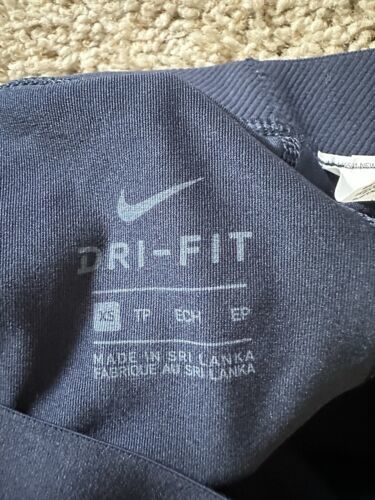 DRI-FIT
XS TP ECH EP
MADE IN SRI LANKA
FABRIQUE AU SRI LANKA